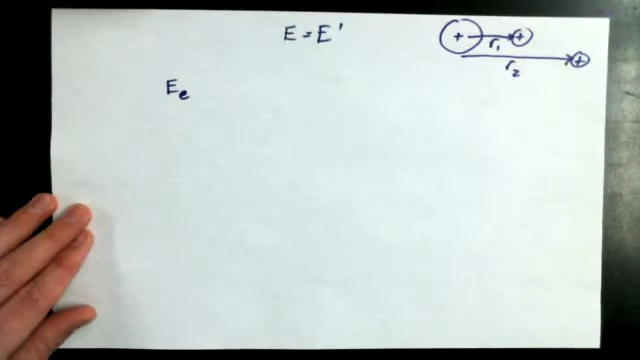 E = E'
+ r₁ +
r₂ +
Eₑ